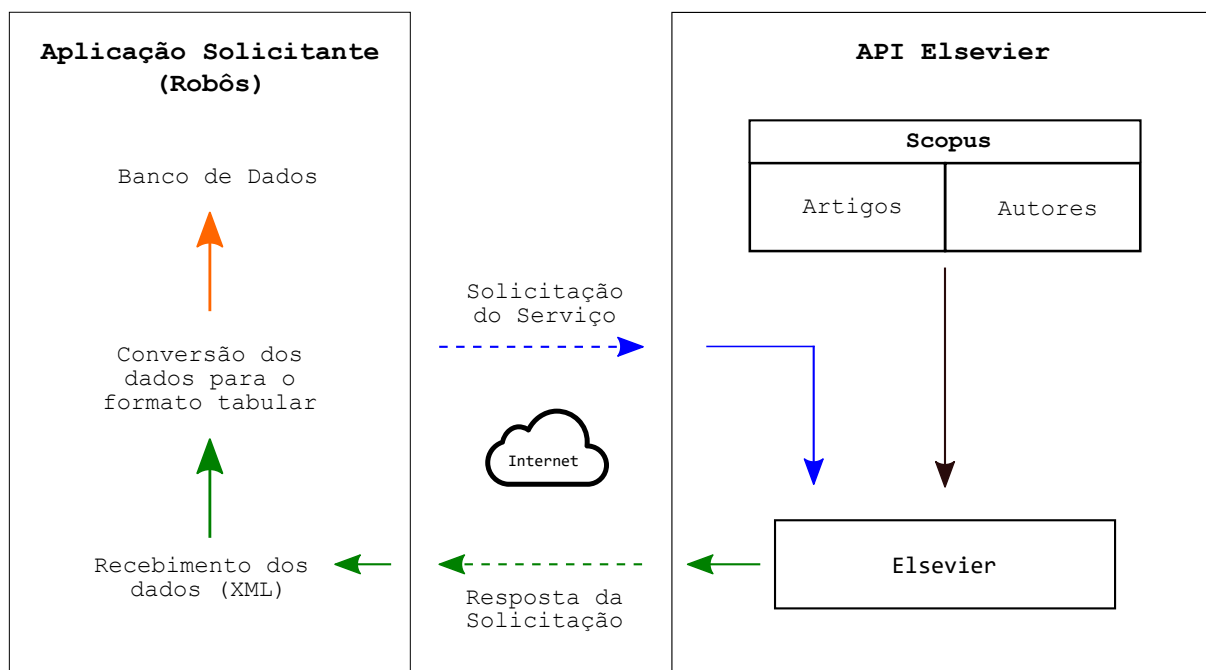 Aplicação Solicitante
(Robôs)
Banco de Dados
Conversão dos
dados para o
formato tabular
Recebimento dos
dados (XML)
Solicitação
do Serviço
Internet
Resposta da
Solicitação
API Elsevier
Scopus
Artigos
Autores
Elsevier